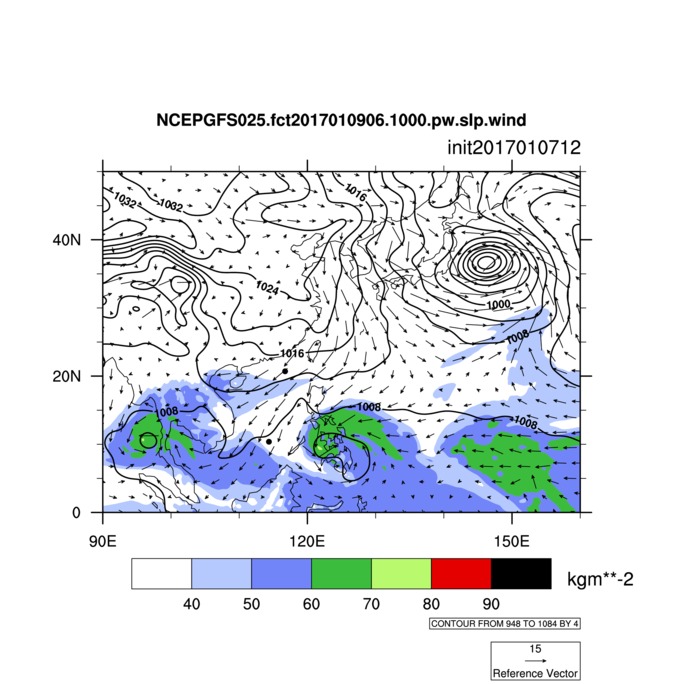 NCEPGFS025.fct2017010906.1000.pw.slp.wind
init2017010712
1032
1032
1016
40N
1024
1000
1008
1016
20N
1008
1008
1008
0
90E 120E 150E
40 50 60 70 80 90
kgm**-2
CONTOUR FROM 948 TO 1084 BY 4
15
Reference Vector